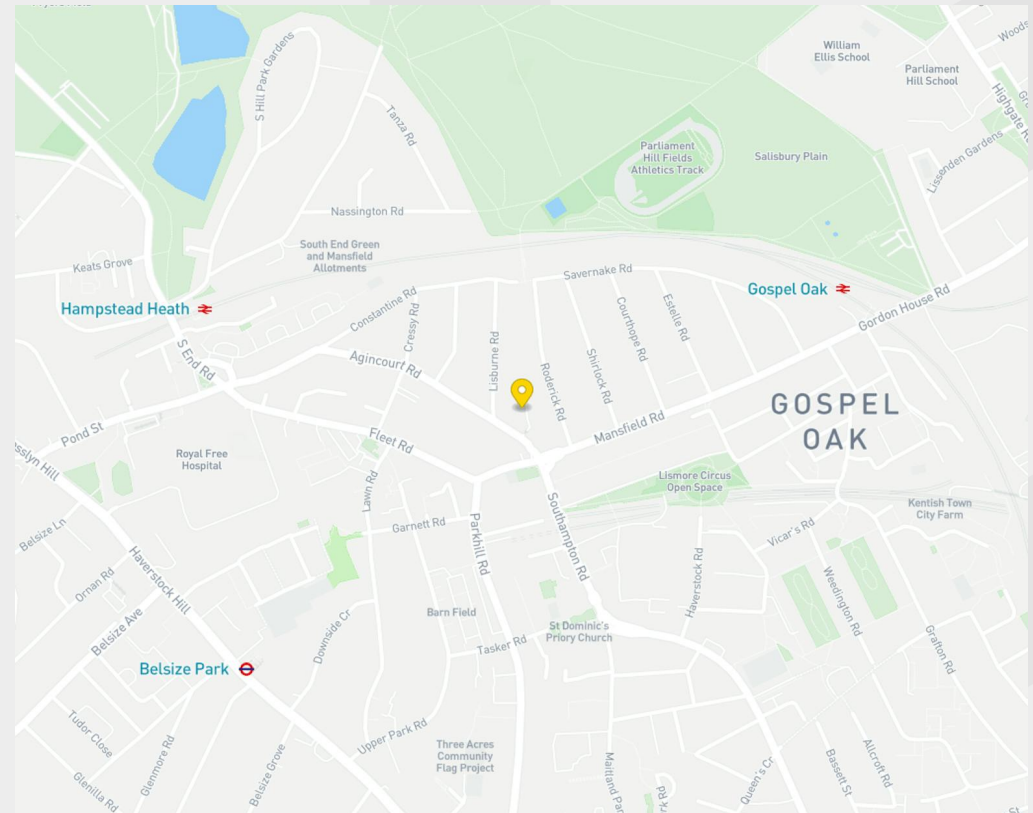 William
Ellis School
Parliament
Hill School
Woods
Highgate R
S Hill Park Gardens
Tanza Rd
Parliament
Hill Fields
Athletics Track
Salisbury Plain
Lissenden Gardens
Nassington Rd
South End Green
and Mansfield
Allotments
Keats Grove
Savernake Rd
Gospel Oak
Hampstead Heath
Constantine Rd
Cressy Rd
Courthope Rd
Estelle Rd
Gordon House Rd
S End Rd
Agincourt Rd
Lisburne Rd
Roderick Rd
Shirlock Rd
GOSPEL
OAK
Mansfield Rd
Pond St
Fleet Rd
sslyn Hill
Royal Free
Hospital
Lawn Rd
Lismore Circus
Open Space
Kentish Town
City Farm
Belsize Ln
Garnett Rd
Parkhill Rd
Southampton Rd
Vicar's Rd
Haverstock Hill
Ornan Rd
Haverstock Rd
Weedington Rd
Belsize Ave
Downside Cr
Barn Field
St Dominic's
Priory Church
Grafton Rd
Tasker Rd
Belsize Park
Tudor Close
Glenmore Rd
Upper Park Rd
Three Acres
Community
Flag Project
Belsize Grove
Maitland Par
Queen's Cr
Bassett St
Allcroft Rd
Glenilla Rd
rk Rd
St